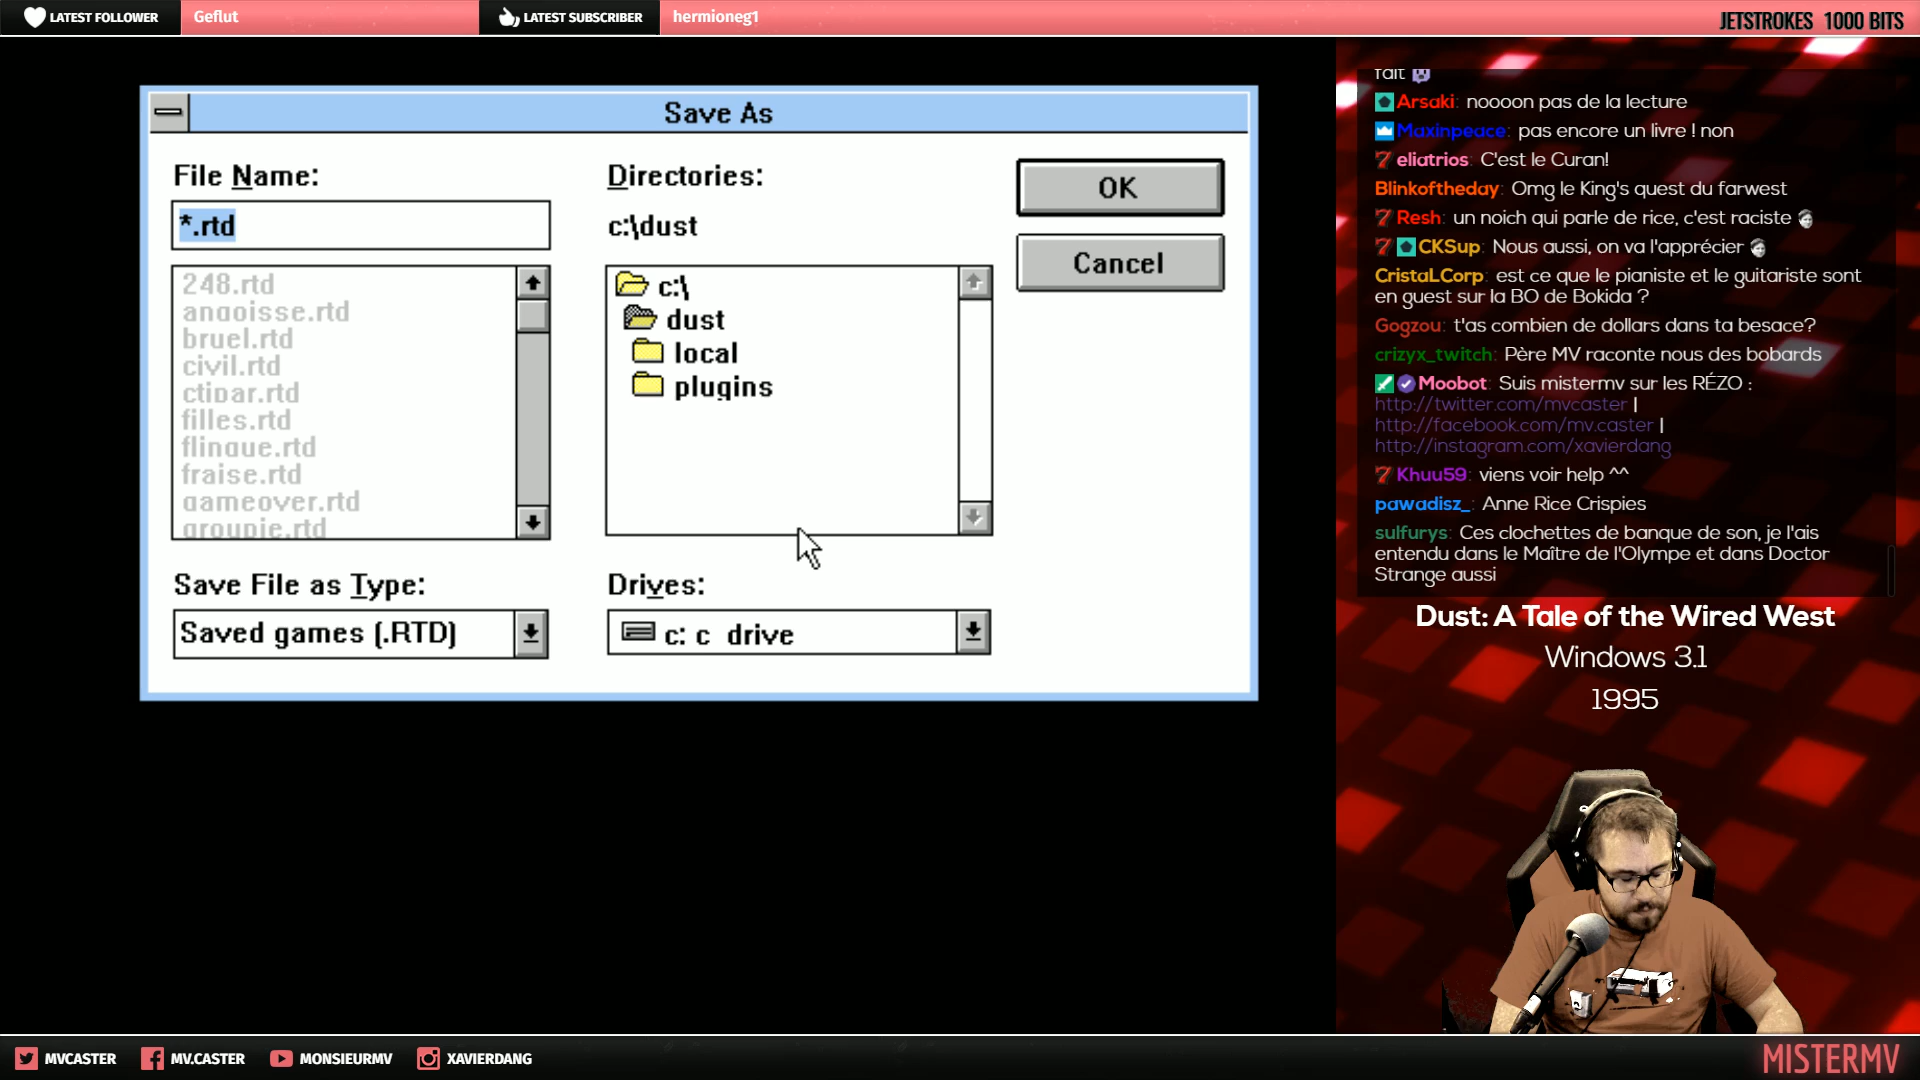 LATEST FOLLOWER
Geflut
LATEST SUBSCRIBER
hermioneg1
JETSTROKES 1000 BITS
Save As
File Name:
*.rtd
248.rtd
angoisse.rtd
bruel.rtd
civil.rtd
ctipar.rtd
filles.rtd
flingue.rtd
fraise.rtd
gameover.rtd
groupie.rtd
Save File as Type:
Saved games (.RTD)
Directories:
c:\dust
c:\
dust
local
plugins
Drives:
c: c drive
OK
Cancel
fait
Arsaki: noooon pas de la lecture
Maxinpeace: pas encore un livre ! non
eliatrios: C'est le Curan!
Blinkoftheday: Omg le King's quest du farwest
Resh: un noich qui parle de rice, c'est raciste
CKSup: Nous aussi, on va l'apprécier
CristaLCorp: est ce que le pianiste et le guitariste sont
en guest sur la BO de Bokida ?
Gogzou: t'as combien de dollars dans ta besace?
crizyx_twitch: Père MV raconte nous des bobards
Moobot: Suis mistermv sur les RÉZO :
http://twitter.com/mvcaster |
http://facebook.com/mv.caster |
http://instagram.com/xavierdang
Khuu59: viens voir help ^^
pawadisz_: Anne Rice Crispies
sulfurys: Ces clochettes de banque de son, je l'ais
entendu dans le Maître de l'Olympe et dans Doctor
Strange aussi
Dust: A Tale of the Wired West
Windows 3.1
1995
MVCASTER
MV.CASTER
MONSIEURMV
XAVIERDANG
MISTERMV